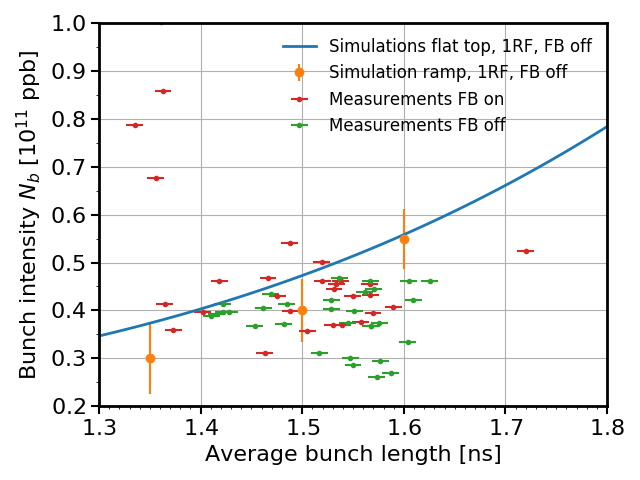 1.0
0.9
0.8
0.7
0.6
0.5
0.4
0.3
0.2
Bunch intensity N_b [10^11 ppb]
Simulations flat top, 1RF, FB off
Simulation ramp, 1RF, FB off
Measurements FB on
Measurements FB off
1.3 1.4 1.5 1.6 1.7 1.8
Average bunch length [ns]